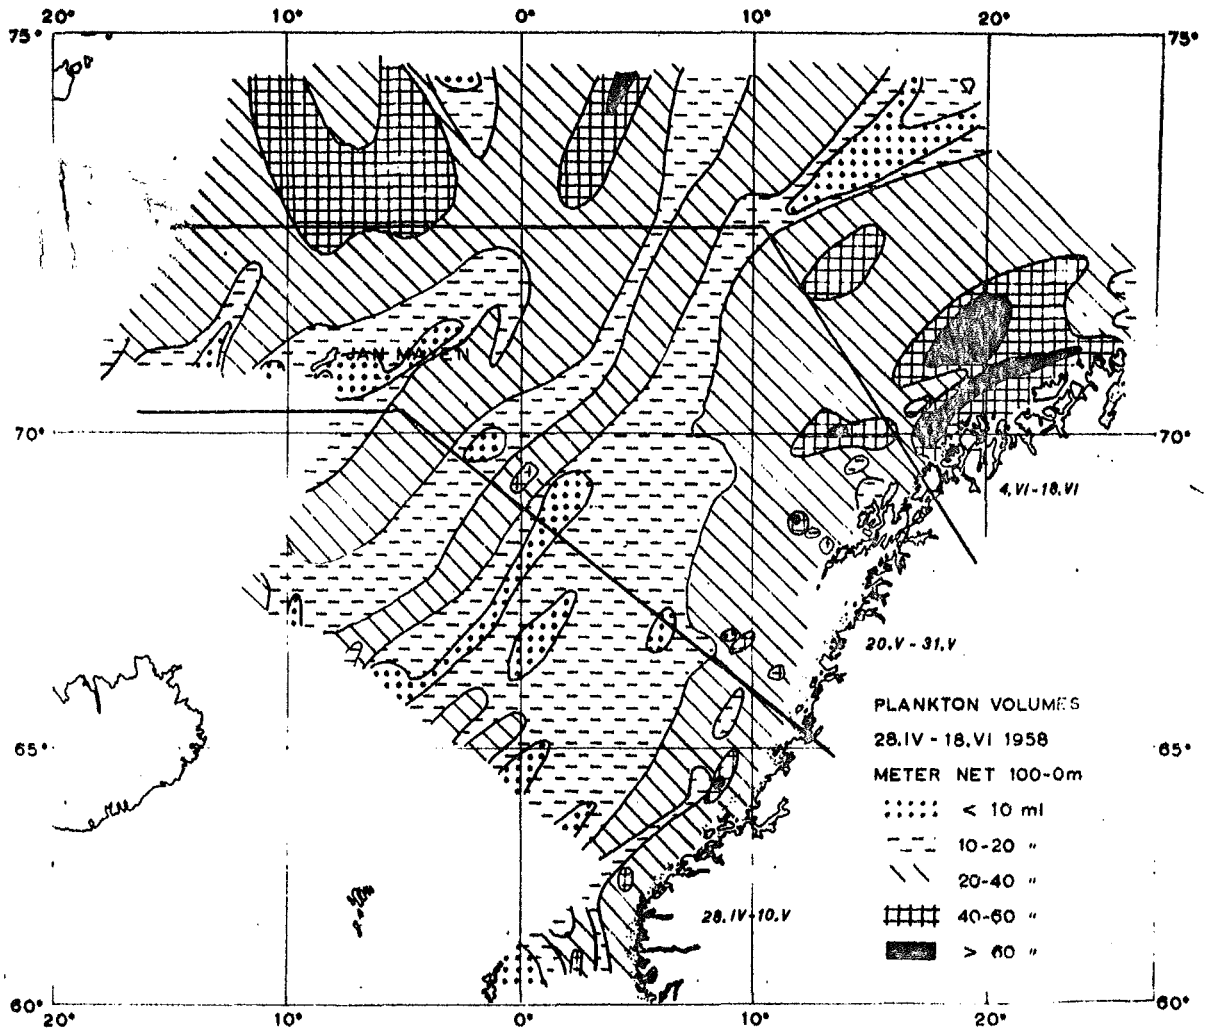 20° 10° 0° 10° 20°
75° 75°
JAN MAYEN
70° 70°
4.VI-18.VI
20.V - 31.V
PLANKTON VOLUMES
28.IV - 18.VI 1958
65° 65°
METER NET 100-0m
< 10 ml
10-20 "
20-40 "
28.IV-10.V
40-60 "
> 60 "
60° 60°
20° 10° 0° 10° 20°